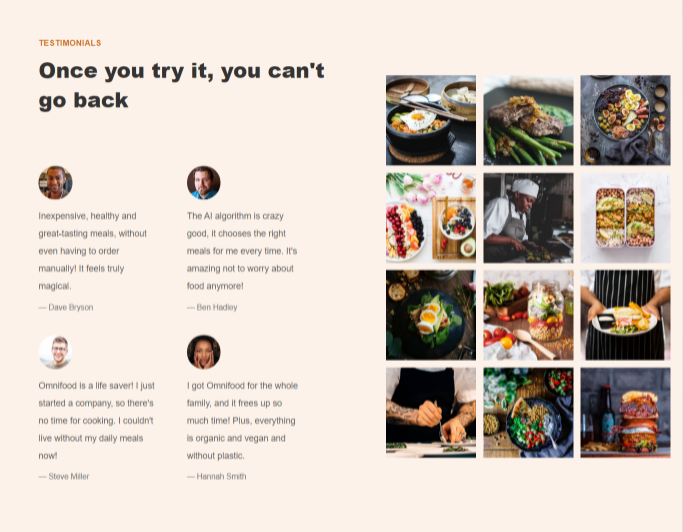 TESTIMONIALS
Once you try it, you can't
go back
Inexpensive, healthy and
great-tasting meals, without
even having to order
manually! It feels truly
magical.
— Dave Bryson
The AI algorithm is crazy
good, it chooses the right
meals for me every time. It's
amazing not to worry about
food anymore!
— Ben Hadley
Omnifood is a life saver! I just
started a company, so there's
no time for cooking. I couldn't
live without my daily meals
now!
— Steve Miller
I got Omnifood for the whole
family, and it frees up so
much time! Plus, everything
is organic and vegan and
without plastic.
— Hannah Smith